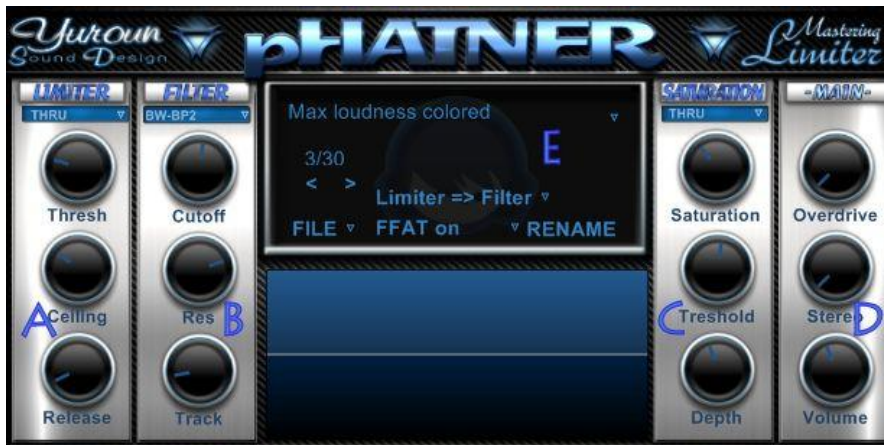 Yuroun
Sound Design
pHATNER
Mastering
Limiter
LIMITER
THRU
Thresh
A
Celling
Release
FILTER
BW-BP2
Cutoff
Res
B
Track
Max loudness colored
E
3/30
< >
Limiter => Filter
FILE
FFAT on
RENAME
SATURATION
THRU
Saturation
C
Treshold
Depth
-MAIN-
Overdrive
Stereo
D
Volume